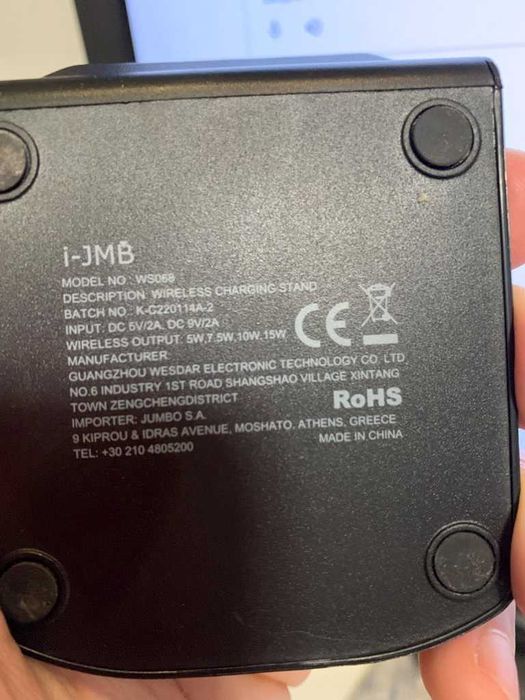 i-JMB
MODEL NO : WS068
DESCRIPTION: WIRELESS CHARGING STAND
BATCH NO.: K-C220114A-2
INPUT: DC 5V/2A, DC 9V/2A
WIRELESS OUTPUT: 5W,7.5W,10W,15W
MANUFACTURER:
GUANGZHOU WESDAR ELECTRONIC TECHNOLOGY CO. LTD
NO.6 INDUSTRY 1ST ROAD SHANGSHAO VILLAGE XINTANG
TOWN ZENGCHENGDISTRICT
IMPORTER: JUMBO S.A.
9 KIPROU & IDRAS AVENUE, MOSHATO, ATHENS, GREECE
TEL: +30 210 4805200
CE
RoHS
MADE IN CHINA